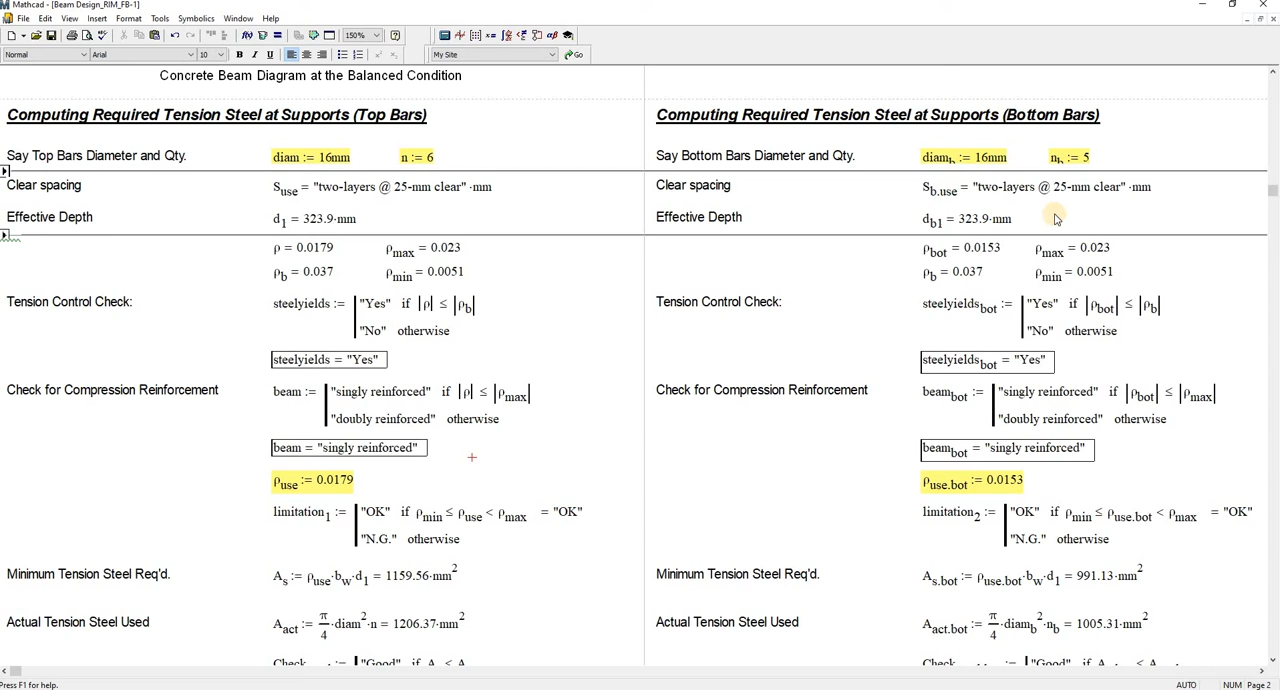 Mathcad - [Beam Design_RIM_FB-1]
File Edit View Insert Format Tools Symbolics Window Help
150%
Normal Arial 10 B I U My Site Go
Concrete Beam Diagram at the Balanced Condition
Computing Required Tension Steel at Supports (Top Bars)
Say Top Bars Diameter and Qty. diam := 16mm n := 6
Clear spacing S_use = "two-layers @ 25-mm clear" ·mm
Effective Depth d_1 = 323.9·mm
ρ = 0.0179 ρ_max = 0.023
ρ_b = 0.037 ρ_min = 0.0051
Tension Control Check: steelyields := "Yes" if |ρ| ≤ |ρ_b|
"No" otherwise
steelyields = "Yes"
Check for Compression Reinforcement beam := "singly reinforced" if |ρ| ≤ |ρ_max|
"doubly reinforced" otherwise
beam = "singly reinforced"
ρ_use := 0.0179
limitation_1 := "OK" if ρ_min ≤ ρ_use < ρ_max = "OK"
"N.G." otherwise
Minimum Tension Steel Req'd. A_s := ρ_use·b_w·d_1 = 1159.56·mm²
Actual Tension Steel Used A_act := π/4·diam²·n = 1206.37·mm²
Computing Required Tension Steel at Supports (Bottom Bars)
Say Bottom Bars Diameter and Qty. diam_b := 16mm n_b := 5
Clear spacing S_b.use = "two-layers @ 25-mm clear" ·mm
Effective Depth d_b1 = 323.9·mm
ρ_bot = 0.0153 ρ_max = 0.023
ρ_b = 0.037 ρ_min = 0.0051
Tension Control Check: steelyields_bot := "Yes" if |ρ_bot| ≤ |ρ_b|
"No" otherwise
steelyields_bot = "Yes"
Check for Compression Reinforcement beam_bot := "singly reinforced" if |ρ_bot| ≤ |ρ_max|
"doubly reinforced" otherwise
beam_bot = "singly reinforced"
ρ_use.bot := 0.0153
limitation_2 := "OK" if ρ_min ≤ ρ_use.bot < ρ_max = "OK"
"N.G." otherwise
Minimum Tension Steel Req'd. A_s.bot := ρ_use.bot·b_w·d_1 = 991.13·mm²
Actual Tension Steel Used A_act.bot := π/4·diam_b²·n_b = 1005.31·mm²
Press F1 for help. AUTO NUM Page 2